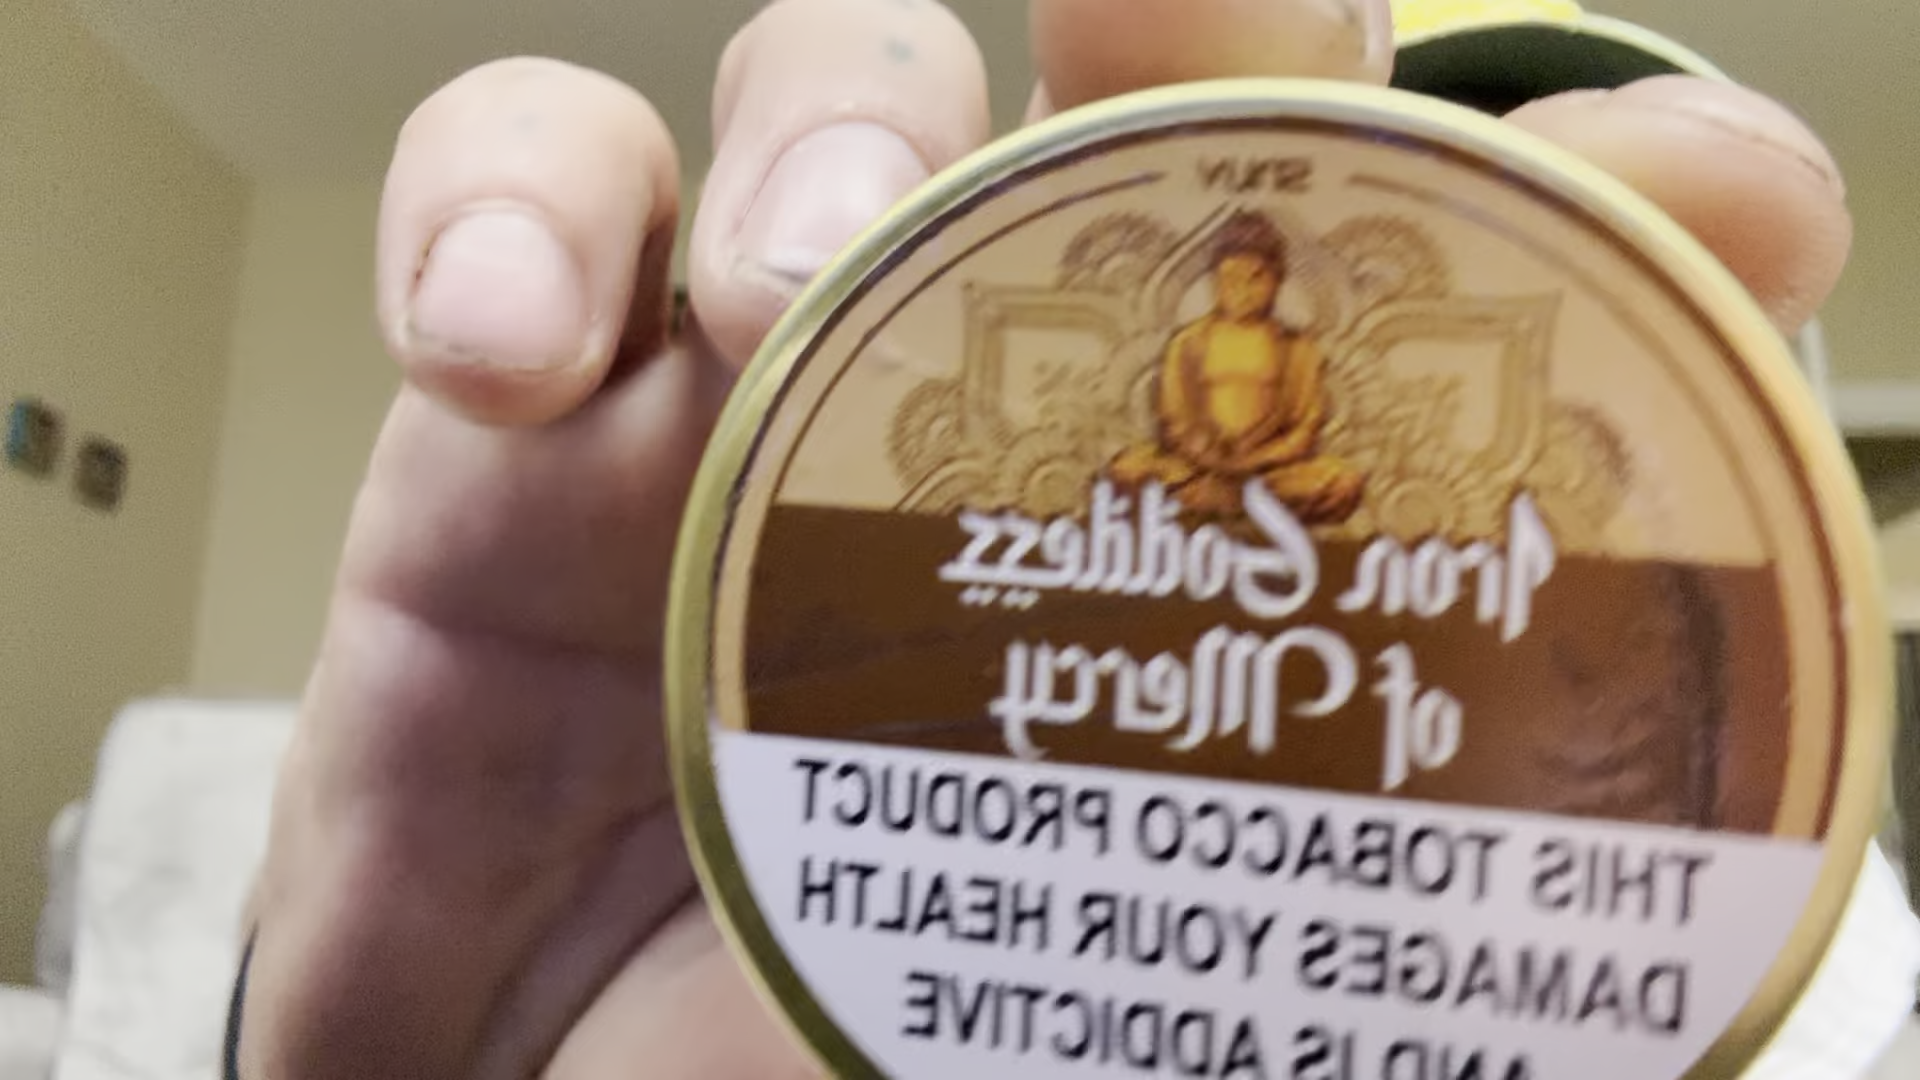 Iron Goddess
of Mercy
THIS TOBACCO PRODUCT
DAMAGES YOUR HEALTH
AND IS ADDICTIVE